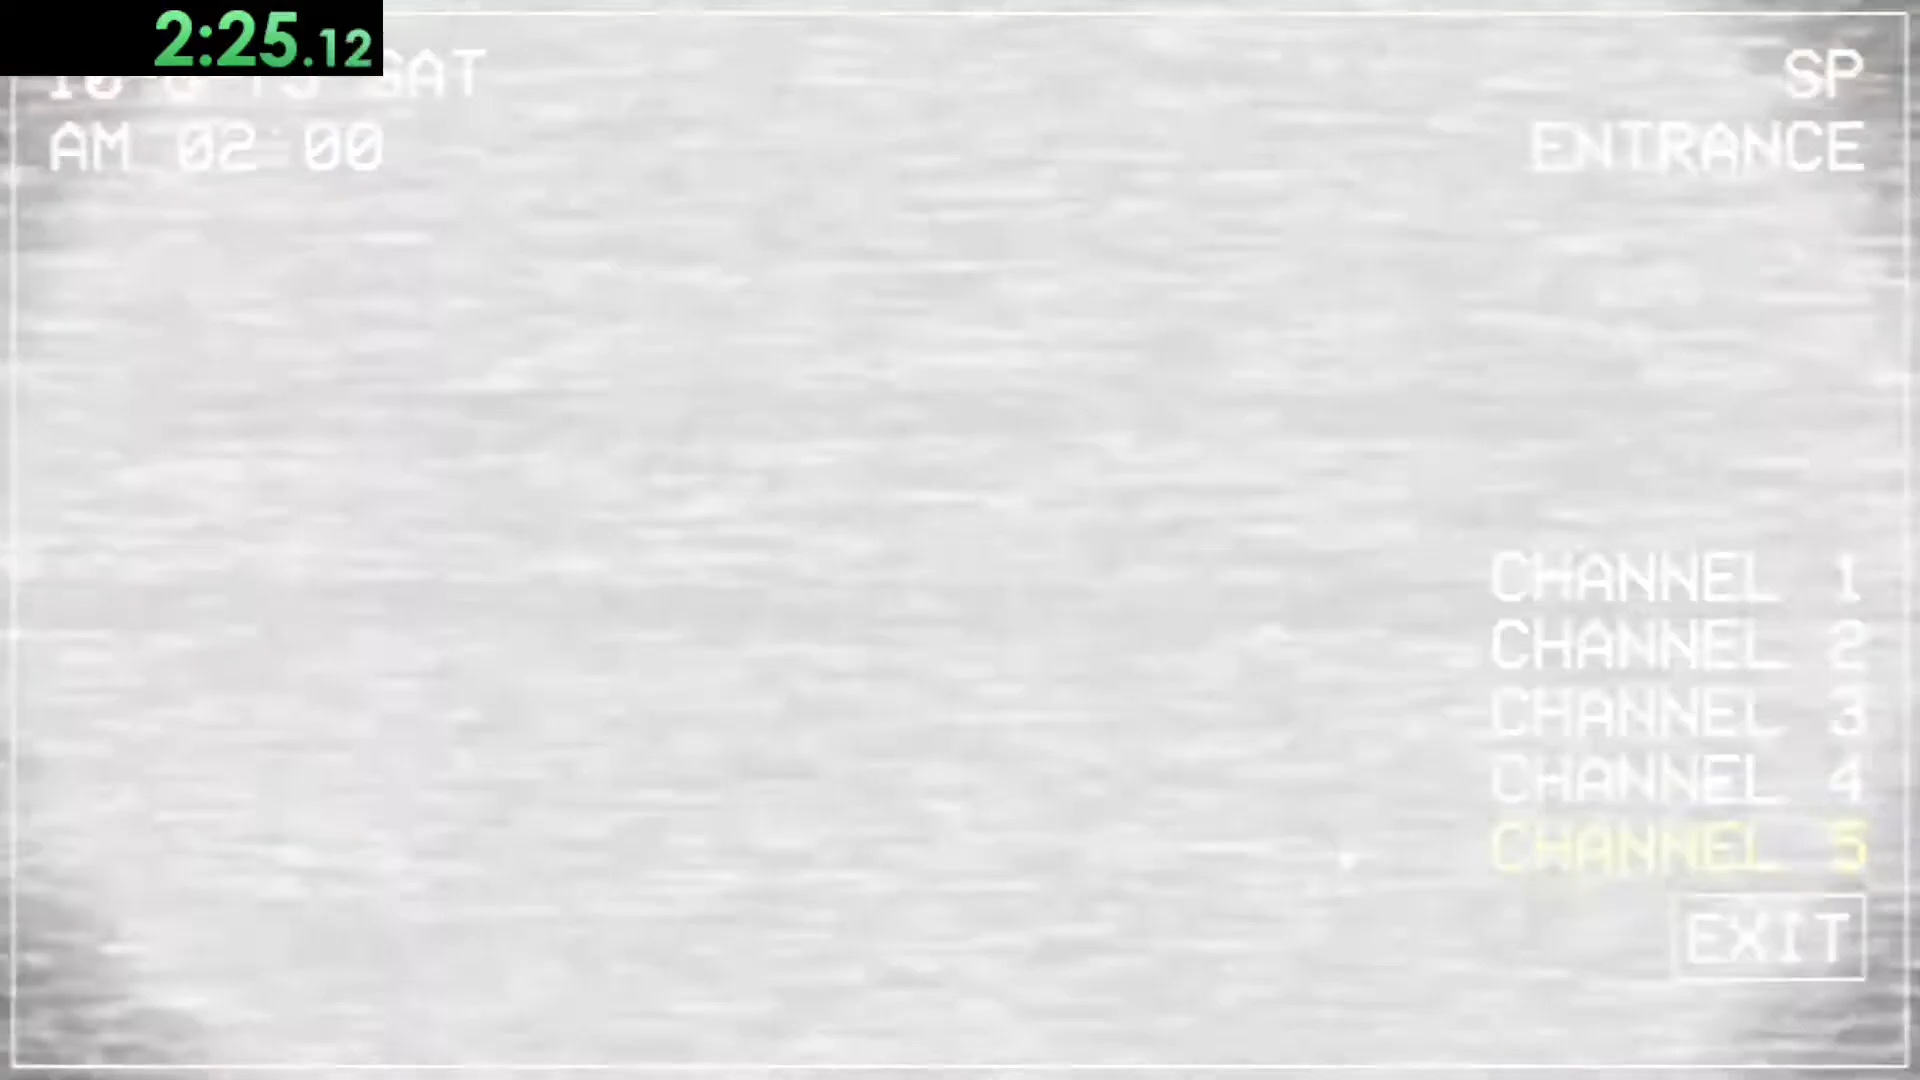 2:25.12
SAT
SP
AM 02:00
ENTRANCE
CHANNEL 1
CHANNEL 2
CHANNEL 3
CHANNEL 4
CHANNEL 5
EXIT